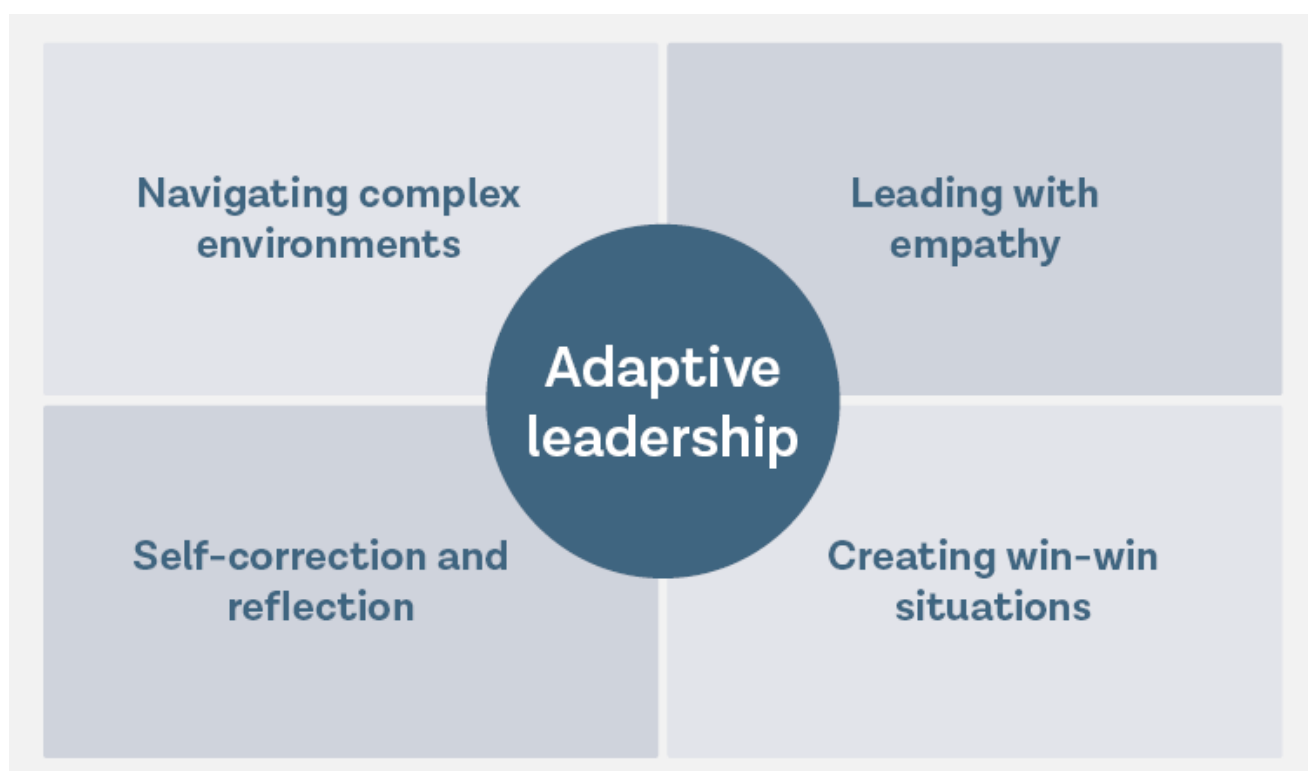 Navigating complex
environments
Leading with
empathy
Adaptive
leadership
Self-correction and
reflection
Creating win-win
situations